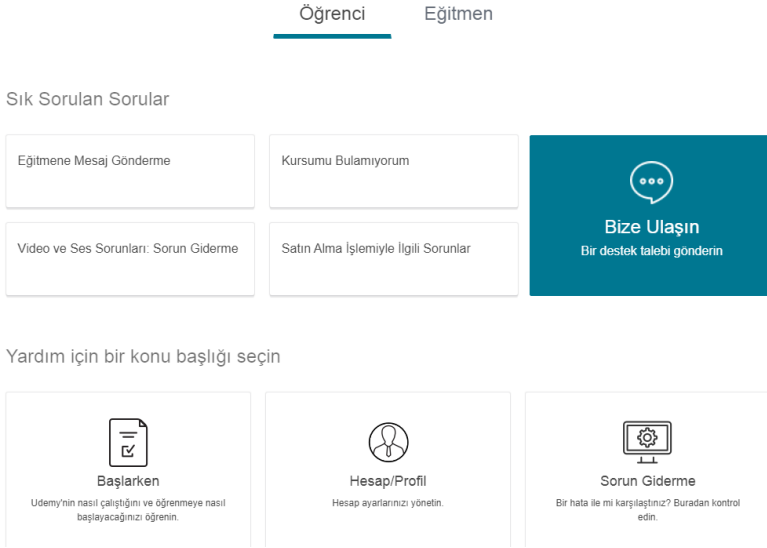 Öğrenci Eğitmen
Sık Sorulan Sorular
Eğitmene Mesaj Gönderme
Kursumu Bulamıyorum
Video ve Ses Sorunları: Sorun Giderme
Satın Alma İşlemiyle İlgili Sorunlar
Bize Ulaşın
Bir destek talebi gönderin
Yardım için bir konu başlığı seçin
Başlarken
Udemy'nin nasıl çalıştığını ve öğrenmeye nasıl
başlayacağınızı öğrenin.
Hesap/Profil
Hesap ayarlarınızı yönetin.
Sorun Giderme
Bir hata ile mi karşılaştınız? Buradan kontrol
edin.